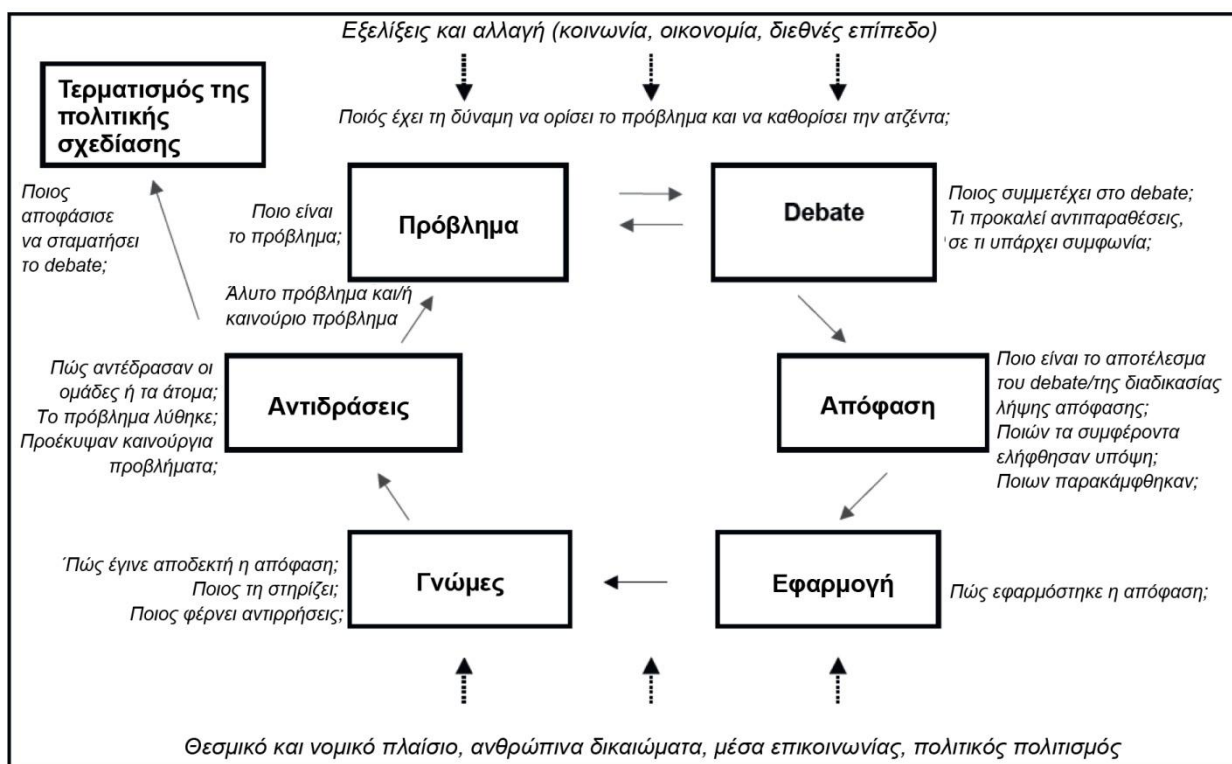 Εξελίξεις και αλλαγή (κοινωνία, οικονομία, διεθνές επίπεδο)
Τερματισμός της
πολιτικής
σχεδίασης
Ποιός έχει τη δύναμη να ορίσει το πρόβλημα και να καθορίσει την ατζέντα;
Ποιος
αποφάσισε
να σταματήσει
το debate;
Ποιο είναι
το πρόβλημα;
Πρόβλημα
Debate
Ποιος συμμετέχει στο debate;
Τι προκαλεί αντιπαραθέσεις,
σε τι υπάρχει συμφωνία;
Άλυτο πρόβλημα και/ή
καινούριο πρόβλημα
Πώς αντέδρασαν οι
ομάδες ή τα άτομα;
Το πρόβλημα λύθηκε;
Προέκυψαν καινούργια
προβλήματα;
Αντιδράσεις
Απόφαση
Ποιο είναι το αποτέλεσμα
του debate/της διαδικασίας
λήψης απόφασης;
Ποιών τα συμφέροντα
ελήφθησαν υπόψη;
Ποιων παρακάμφθηκαν;
Πώς έγινε αποδεκτή η απόφαση;
Ποιος τη στηρίζει;
Ποιος φέρνει αντιρρήσεις;
Γνώμες
Εφαρμογή
Πώς εφαρμόστηκε η απόφαση;
Θεσμικό και νομικό πλαίσιο, ανθρώπινα δικαιώματα, μέσα επικοινωνίας, πολιτικός πολιτισμός